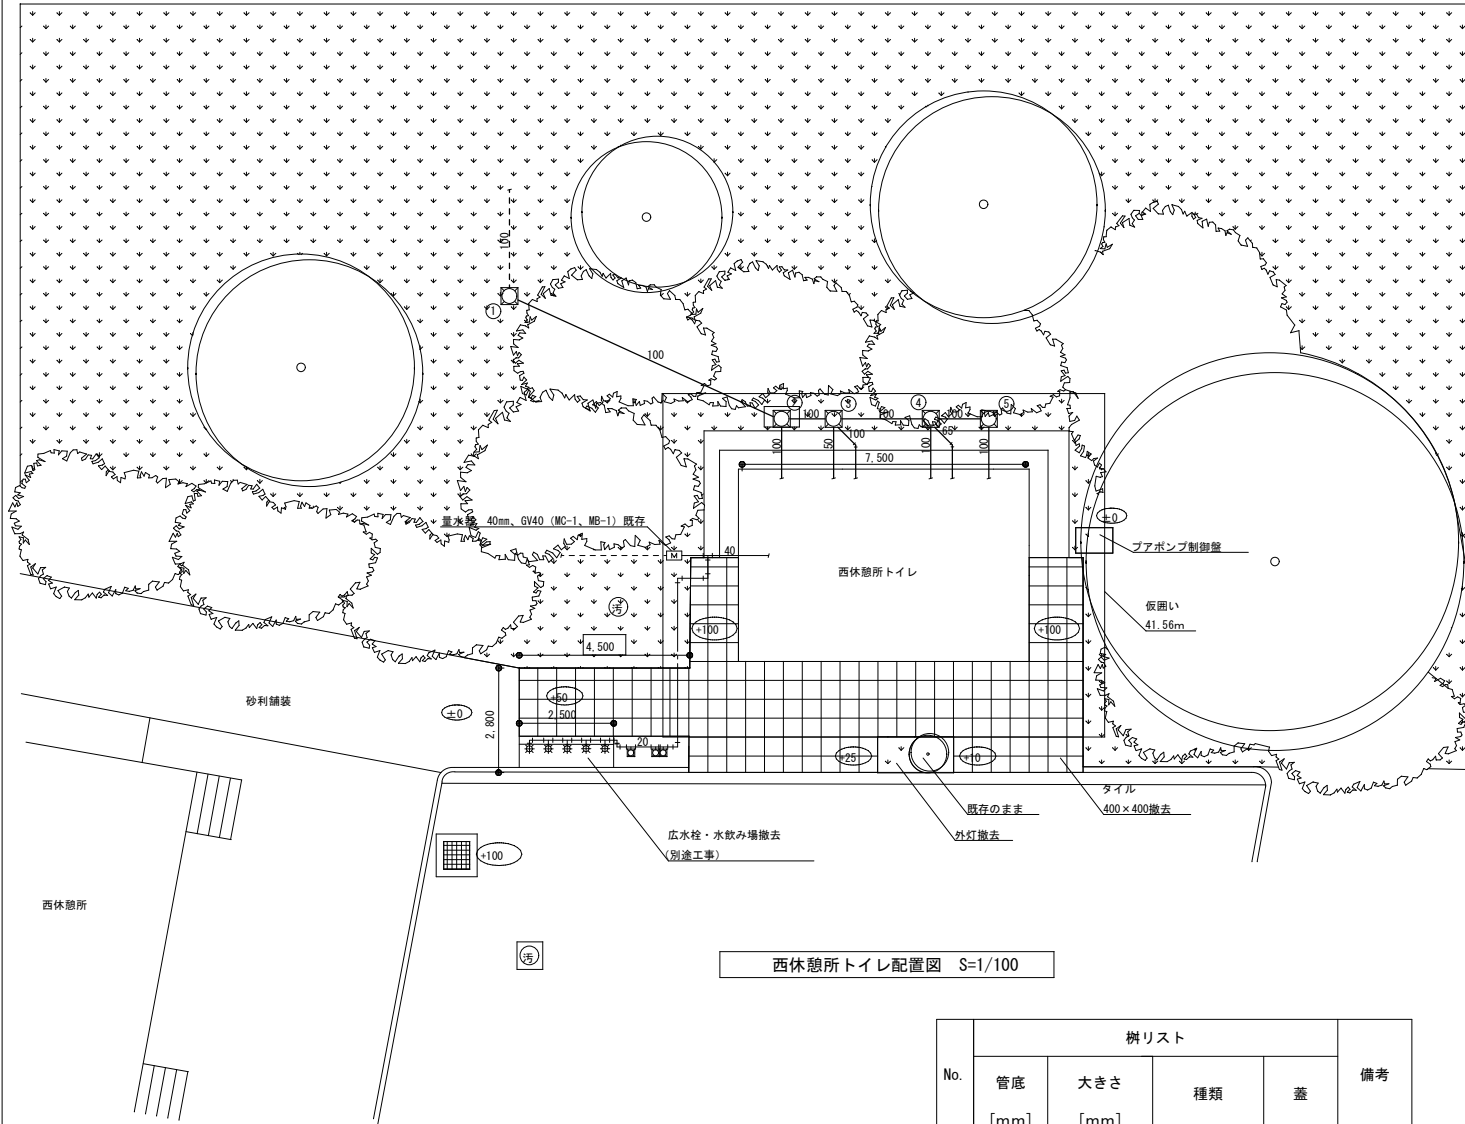 100
①
100
②
③
④
⑤
100
100
100
100
65
100
50
100
100
7,500
量水器 40mm、GV40（MC-1、MB-1）既存
M
40
±0
プアポンプ制御盤
西休憩所トイレ
仮囲い
41.56m
汚
+100
+100
4,500
砂利舗装
±0
+50
2,500
2,800
20
+25
+10
タイル
400×400撤去
既存のまま
外灯撤去
広水栓・水飲み場撤去
(別途工事)
+100
西休憩所
汚
西休憩所トイレ配置図 S=1/100
桝リスト
No.
管底
大きさ
種類
蓋
備考
[mm]
[mm]